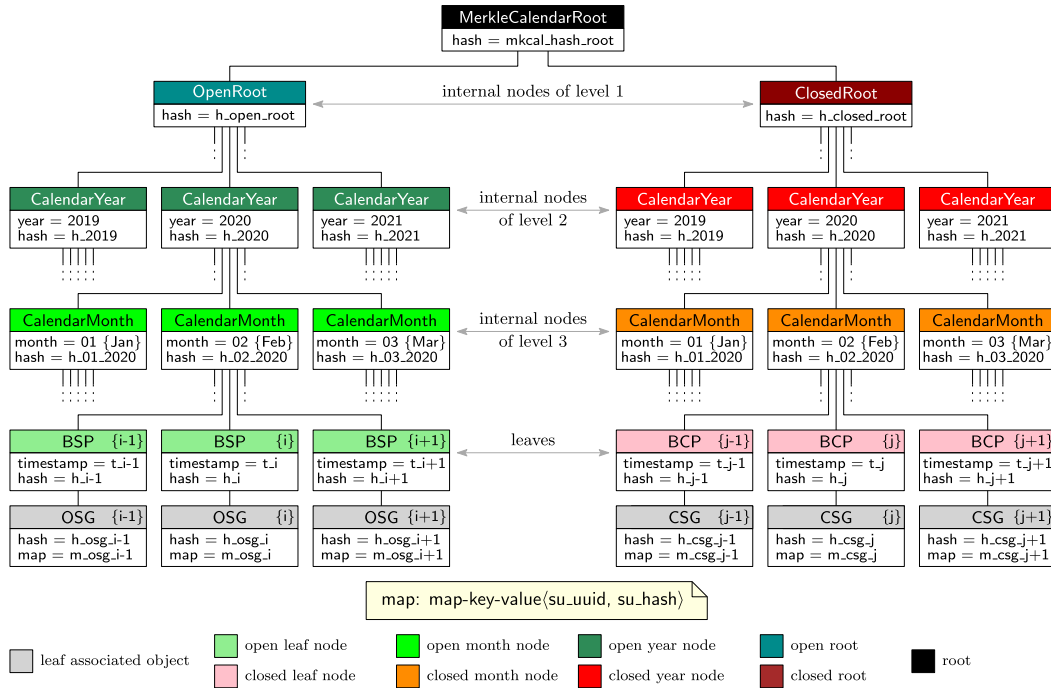 MerkleCalendarRoot
hash = mkcal_hash_root
OpenRoot
hash = h_open_root
internal nodes of level 1
ClosedRoot
hash = h_closed_root
CalendarYear
year = 2019
hash = h_2019
CalendarYear
year = 2020
hash = h_2020
CalendarYear
year = 2021
hash = h_2021
internal nodes
of level 2
CalendarYear
year = 2019
hash = h_2019
CalendarYear
year = 2020
hash = h_2020
CalendarYear
year = 2021
hash = h_2021
CalendarMonth
month = 01 {Jan}
hash = h_01_2020
CalendarMonth
month = 02 {Feb}
hash = h_02_2020
CalendarMonth
month = 03 {Mar}
hash = h_03_2020
internal nodes
of level 3
CalendarMonth
month = 01 {Jan}
hash = h_01_2020
CalendarMonth
month = 02 {Feb}
hash = h_02_2020
CalendarMonth
month = 03 {Mar}
hash = h_03_2020
BSP {i-1}
timestamp = t_i-1
hash = h_i-1
BSP {i}
timestamp = t_i
hash = h_i
BSP {i+1}
timestamp = t_i+1
hash = h_i+1
leaves
BCP {j-1}
timestamp = t_j-1
hash = h_j-1
BCP {j}
timestamp = t_j
hash = h_j
BCP {j+1}
timestamp = t_j+1
hash = h_j+1
OSG {i-1}
hash = h_osg_i-1
map = m_osg_i-1
OSG {i}
hash = h_osg_i
map = m_osg_i
OSG {i+1}
hash = h_osg_i+1
map = m_osg_i+1
CSG {j-1}
hash = h_csg_j-1
map = m_csg_j-1
CSG {j}
hash = h_csg_j
map = m_csg_j
CSG {j+1}
hash = h_csg_j+1
map = m_csg_j+1
map: map-key-value⟨su_uuid, su_hash⟩
leaf associated object
open leaf node
closed leaf node
open month node
closed month node
open year node
closed year node
open root
closed root
root